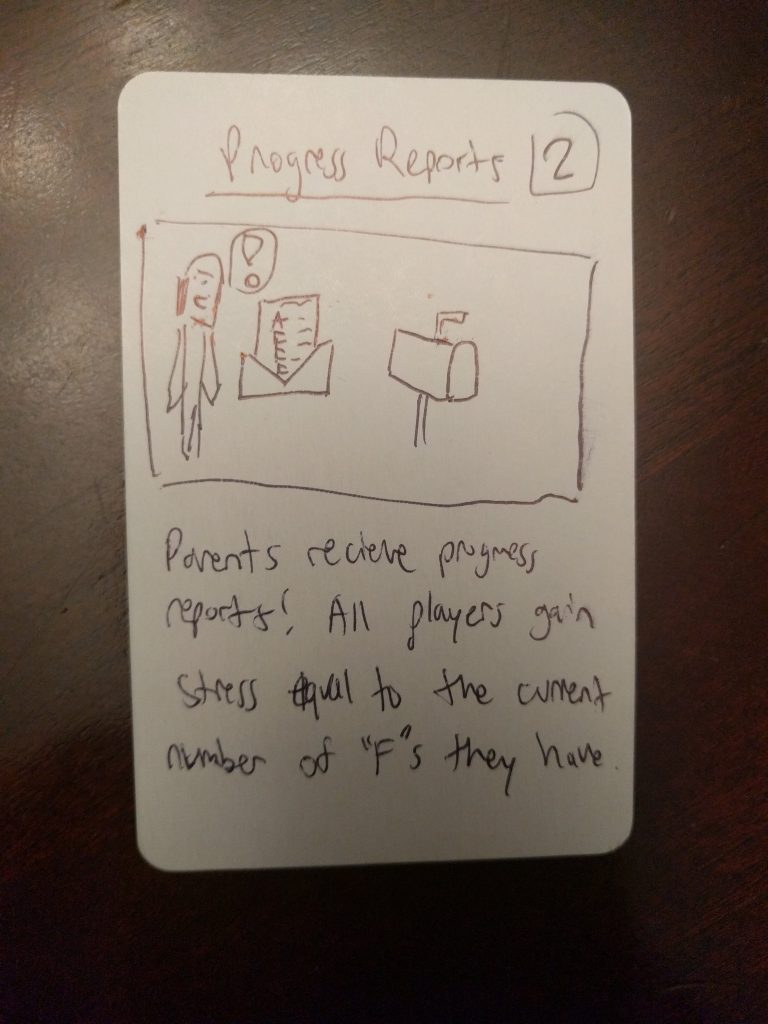 Progress Reports 2
!
A
Parents recieve progress
reports! All players gain
stress equal to the current
number of "F"s they have.